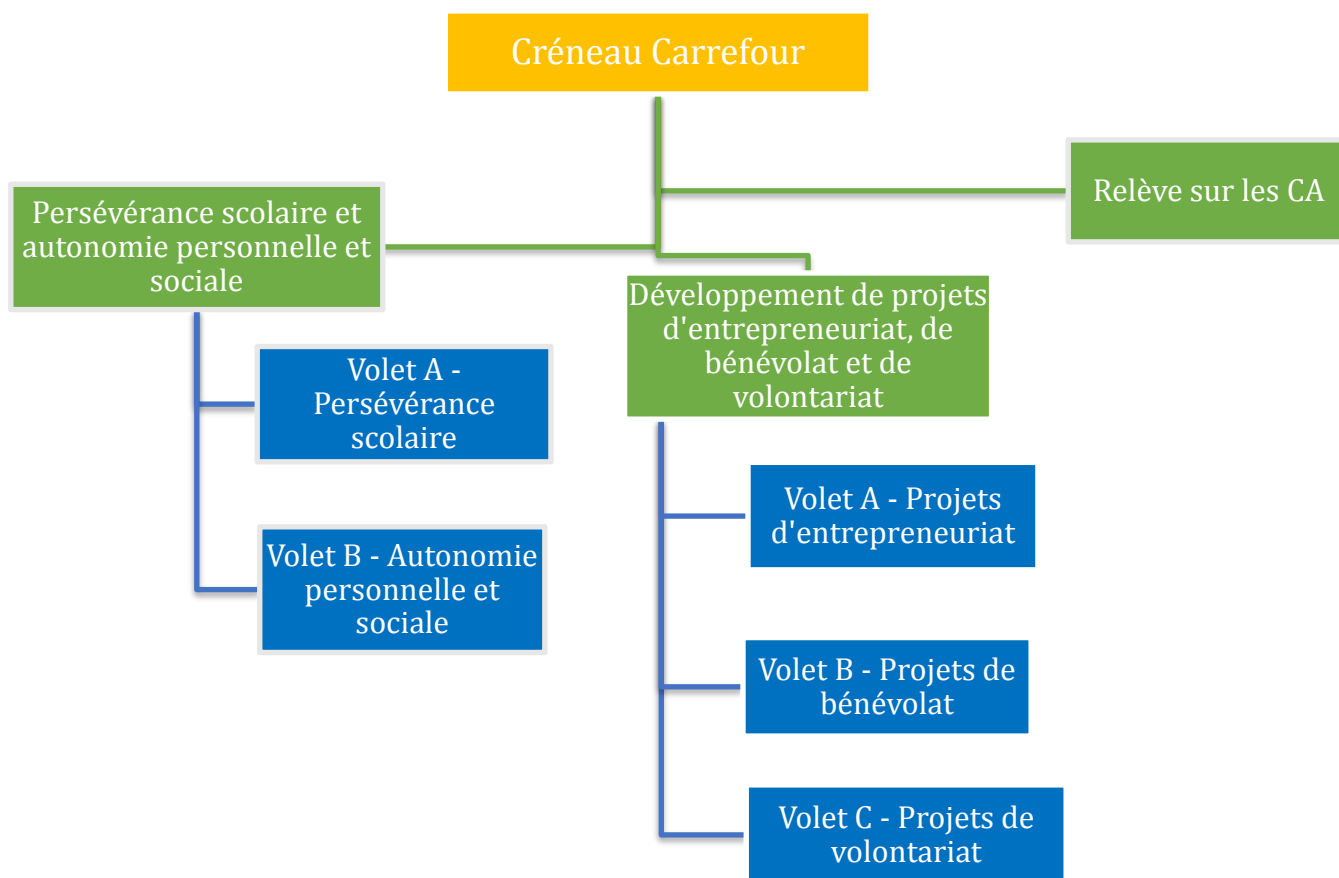 Créneau Carrefour
Relève sur les CA
Persévérance scolaire et
autonomie personnelle et
sociale
Volet A -
Persévérance
scolaire
Volet B - Autonomie
personnelle et
sociale
Développement de projets
d'entrepreneuriat, de
bénévolat et de
volontariat
Volet A - Projets
d'entrepreneuriat
Volet B - Projets de
bénévolat
Volet C - Projets de
volontariat